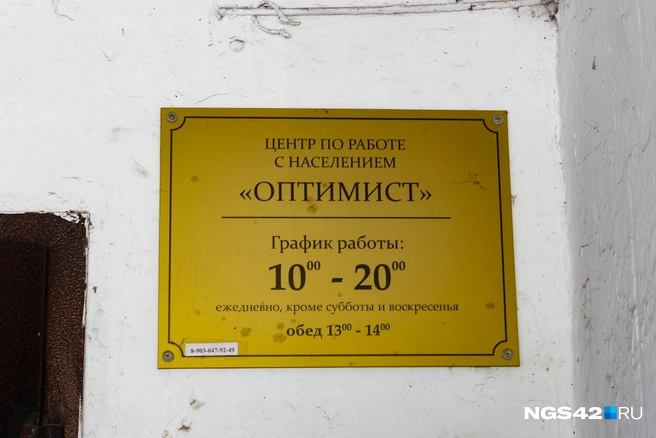 ЦЕНТР ПО РАБОТЕ
С НАСЕЛЕНИЕМ
«ОПТИМИСТ»
График работы:
10⁰⁰ - 20⁰⁰
ежедневно, кроме субботы и воскресенья
обед 13⁰⁰ - 14⁰⁰
8-903-047-92-49
NGS42.RU